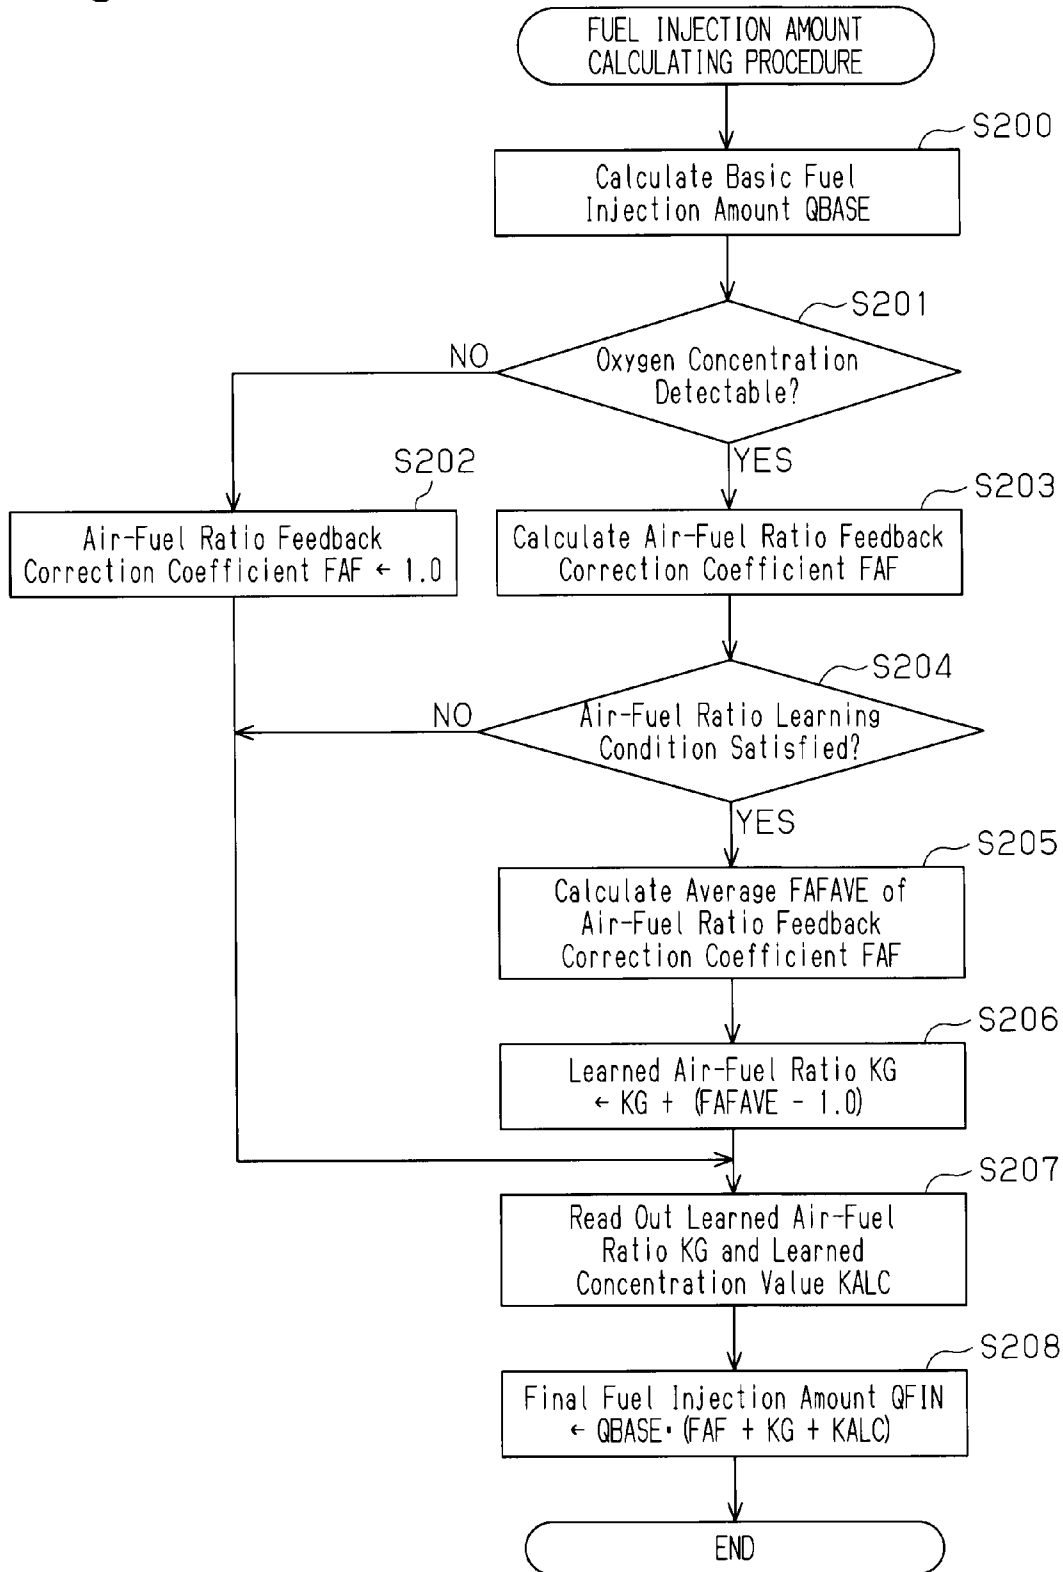 FUEL INJECTION AMOUNT
CALCULATING PROCEDURE
S200
Calculate Basic Fuel
Injection Amount QBASE
S201
Oxygen Concentration
Detectable?
NO
YES
S202
Air-Fuel Ratio Feedback
Correction Coefficient FAF ← 1.0
S203
Calculate Air-Fuel Ratio Feedback
Correction Coefficient FAF
S204
Air-Fuel Ratio Learning
Condition Satisfied?
NO
YES
S205
Calculate Average FAFAVE of
Air-Fuel Ratio Feedback
Correction Coefficient FAF
S206
Learned Air-Fuel Ratio KG
← KG + (FAFAVE - 1.0)
S207
Read Out Learned Air-Fuel
Ratio KG and Learned
Concentration Value KALC
S208
Final Fuel Injection Amount QFIN
← QBASE・(FAF + KG + KALC)
END